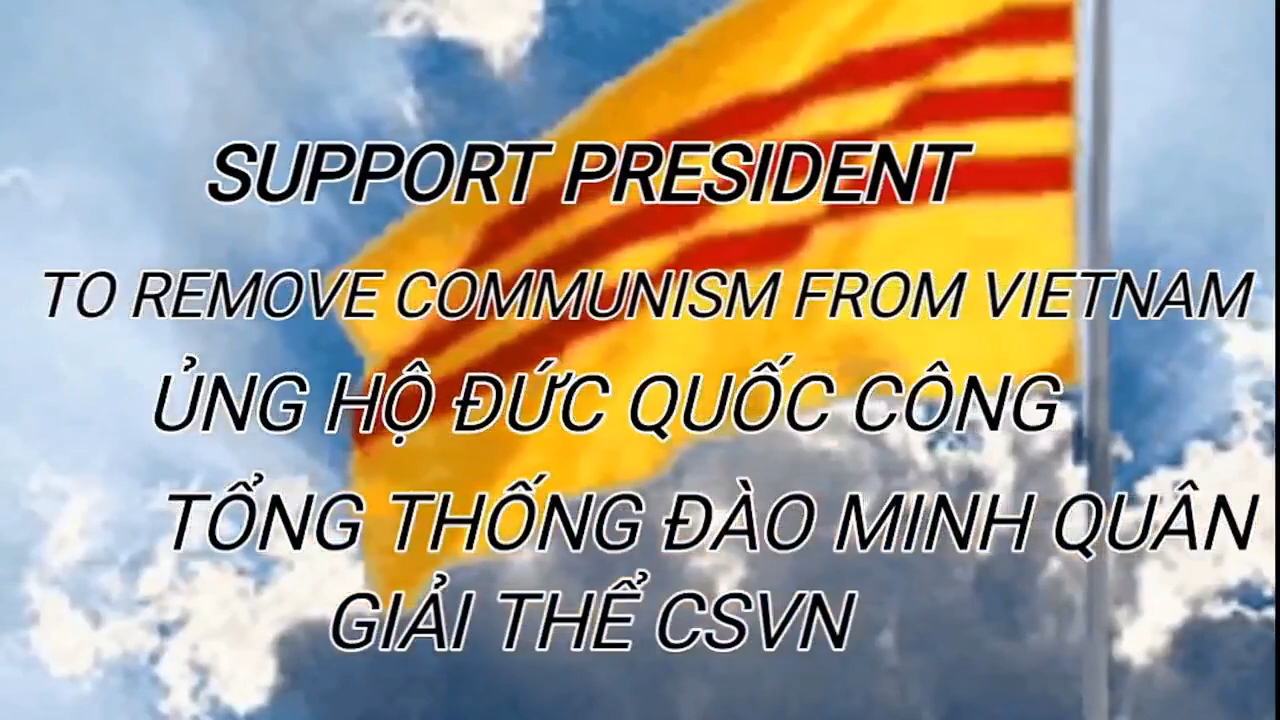 SUPPORT PRESIDENT
TO REMOVE COMMUNISM FROM VIETNAM
ỦNG HỘ ĐỨC QUỐC CÔNG
TỔNG THỐNG ĐÀO MINH QUÂN
GIẢI THỂ CSVN